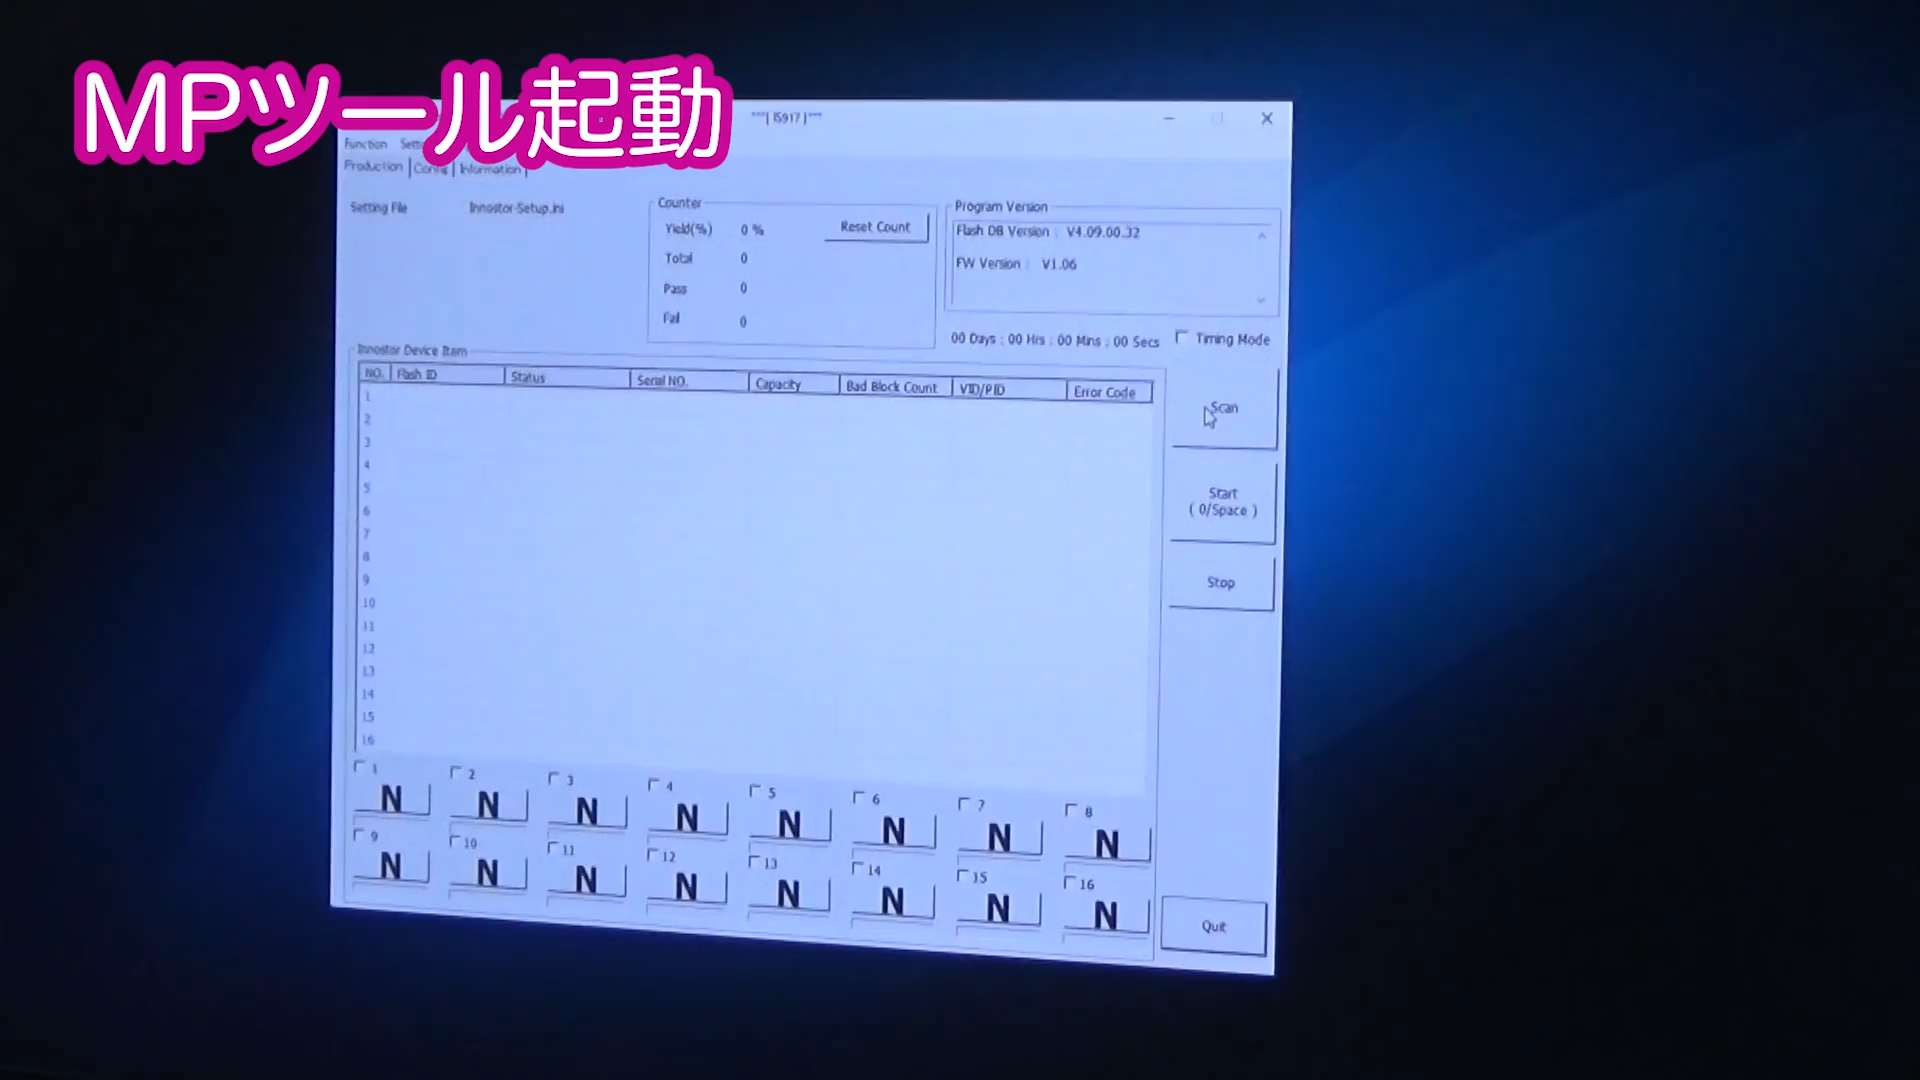 MPツール起動
***[ IS917 ]***
Function
Production Config Information
Setting File Innostor-Setup.ini
Counter
Yield(%) 0 %
Reset Count
Total 0
Pass 0
Fail 0
Program Version
Flash DB Version : V4.09.00.32
FW Version : V1.06
00 Days : 00 Hrs : 00 Mins : 00 Secs
Timing Mode
Innostor Device Item
NO. Flash ID Status Serial NO. Capacity Bad Block Count VID/PID Error Code
1
2
3
4
5
6
7
8
9
10
11
12
13
14
15
16
Scan
Start
( 0/Space )
Stop
1 2 3 4 5 6 7 8
N N N N N N N N
9 10 11 12 13 14 15 16
N N N N N N N N
Quit